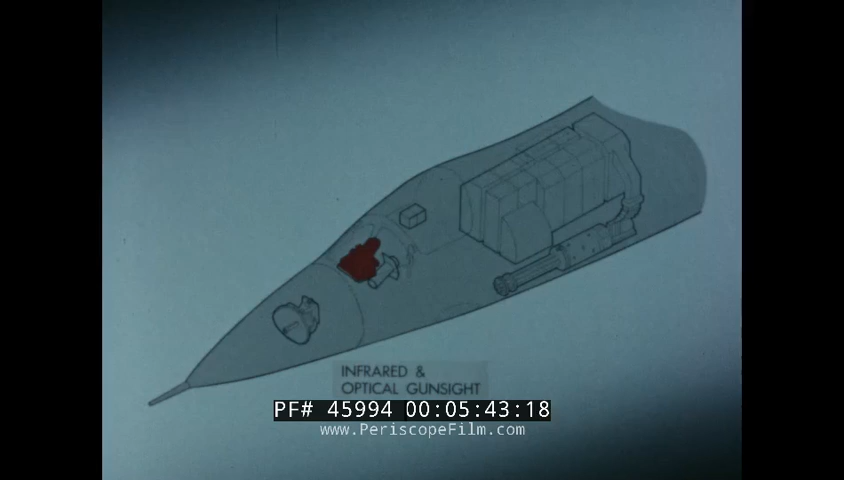 INFRARED &
OPTICAL GUNSIGHT
PF# 45994 00:05:43:18
www.PeriscopeFilm.com